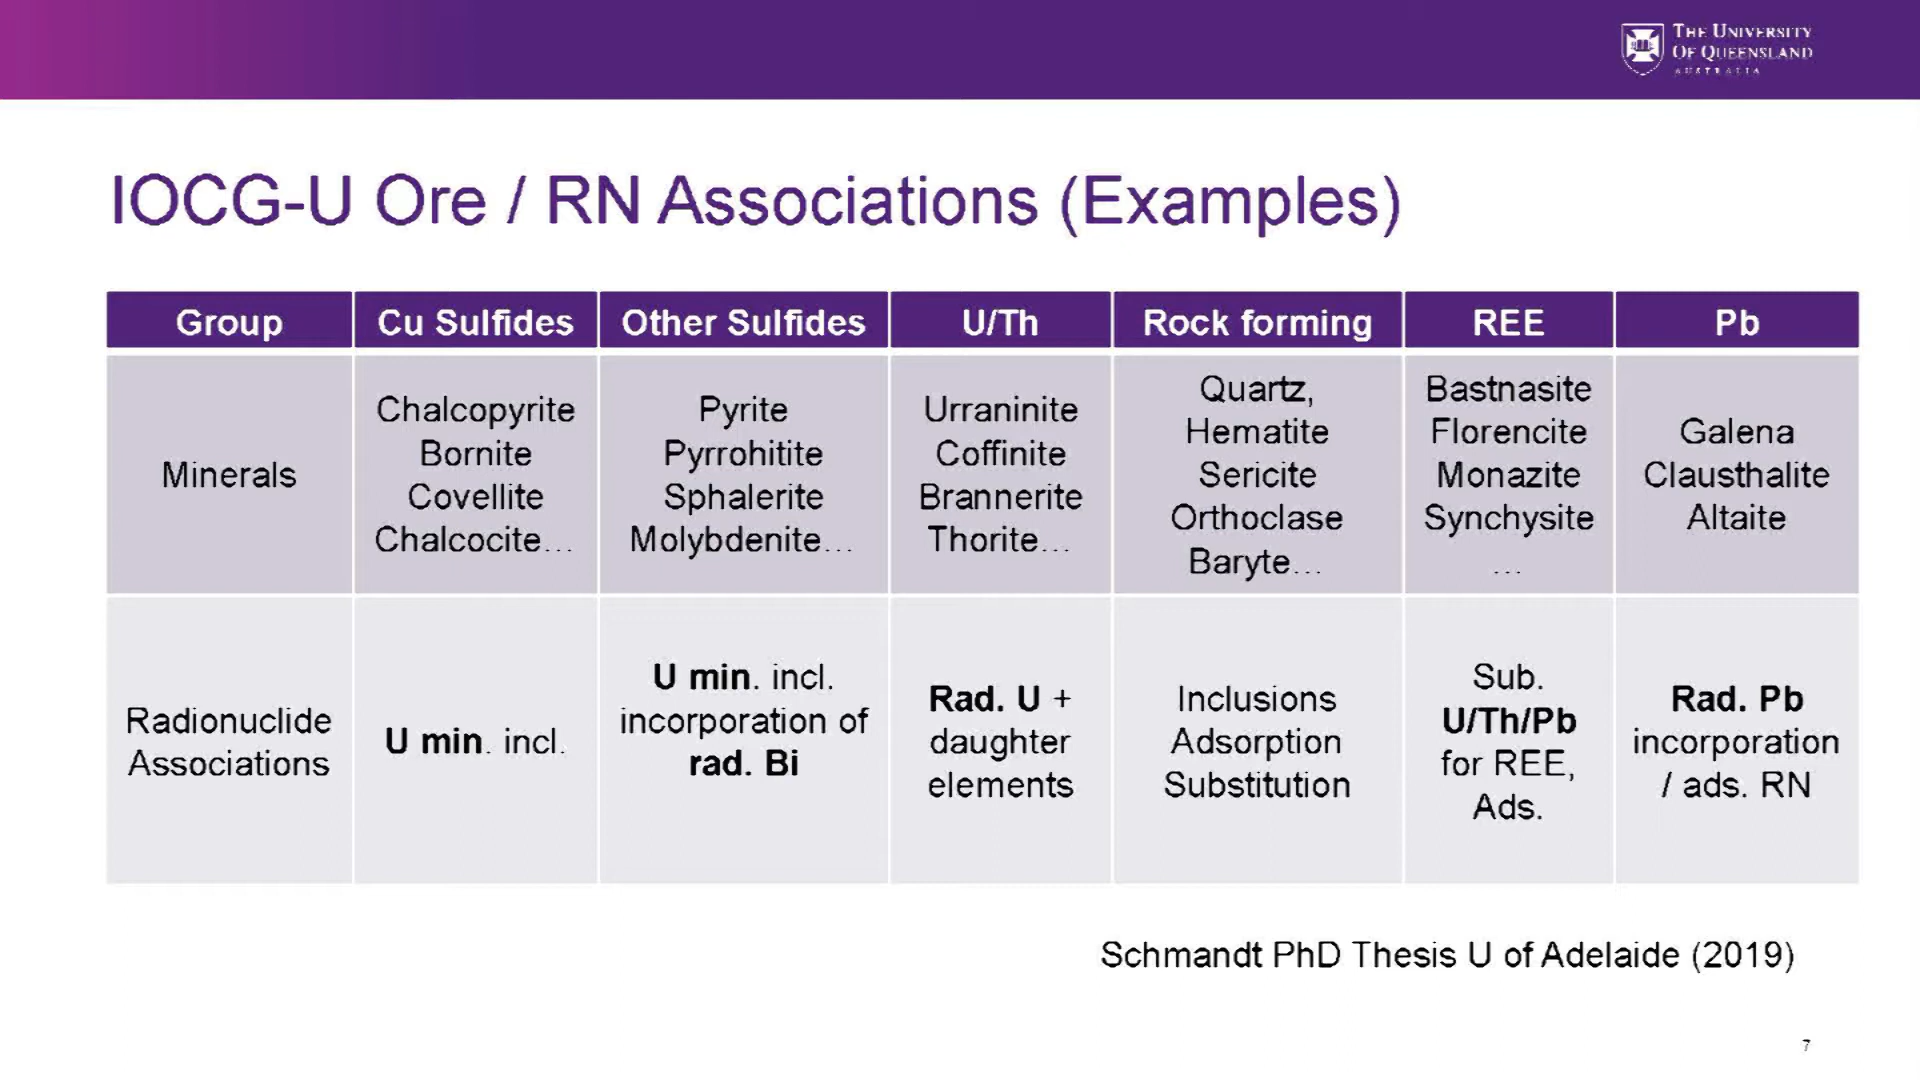 THE UNIVERSITY
OF QUEENSLAND
AUSTRALIA
IOCG-U Ore / RN Associations (Examples)
Group
Cu Sulfides
Other Sulfides
U/Th
Rock forming
REE
Pb
Minerals
Chalcopyrite
Bornite
Covellite
Chalcocite…
Pyrite
Pyrrohitite
Sphalerite
Molybdenite…
Urraninite
Coffinite
Brannerite
Thorite…
Quartz,
Hematite
Sericite
Orthoclase
Baryte…
Bastnasite
Florencite
Monazite
Synchysite
…
Galena
Clausthalite
Altaite
Radionuclide
Associations
U min. incl.
U min. incl.
incorporation of
rad. Bi
Rad. U +
daughter
elements
Inclusions
Adsorption
Substitution
Sub.
U/Th/Pb
for REE,
Ads.
Rad. Pb
incorporation
/ ads. RN
Schmandt PhD Thesis U of Adelaide (2019)
7